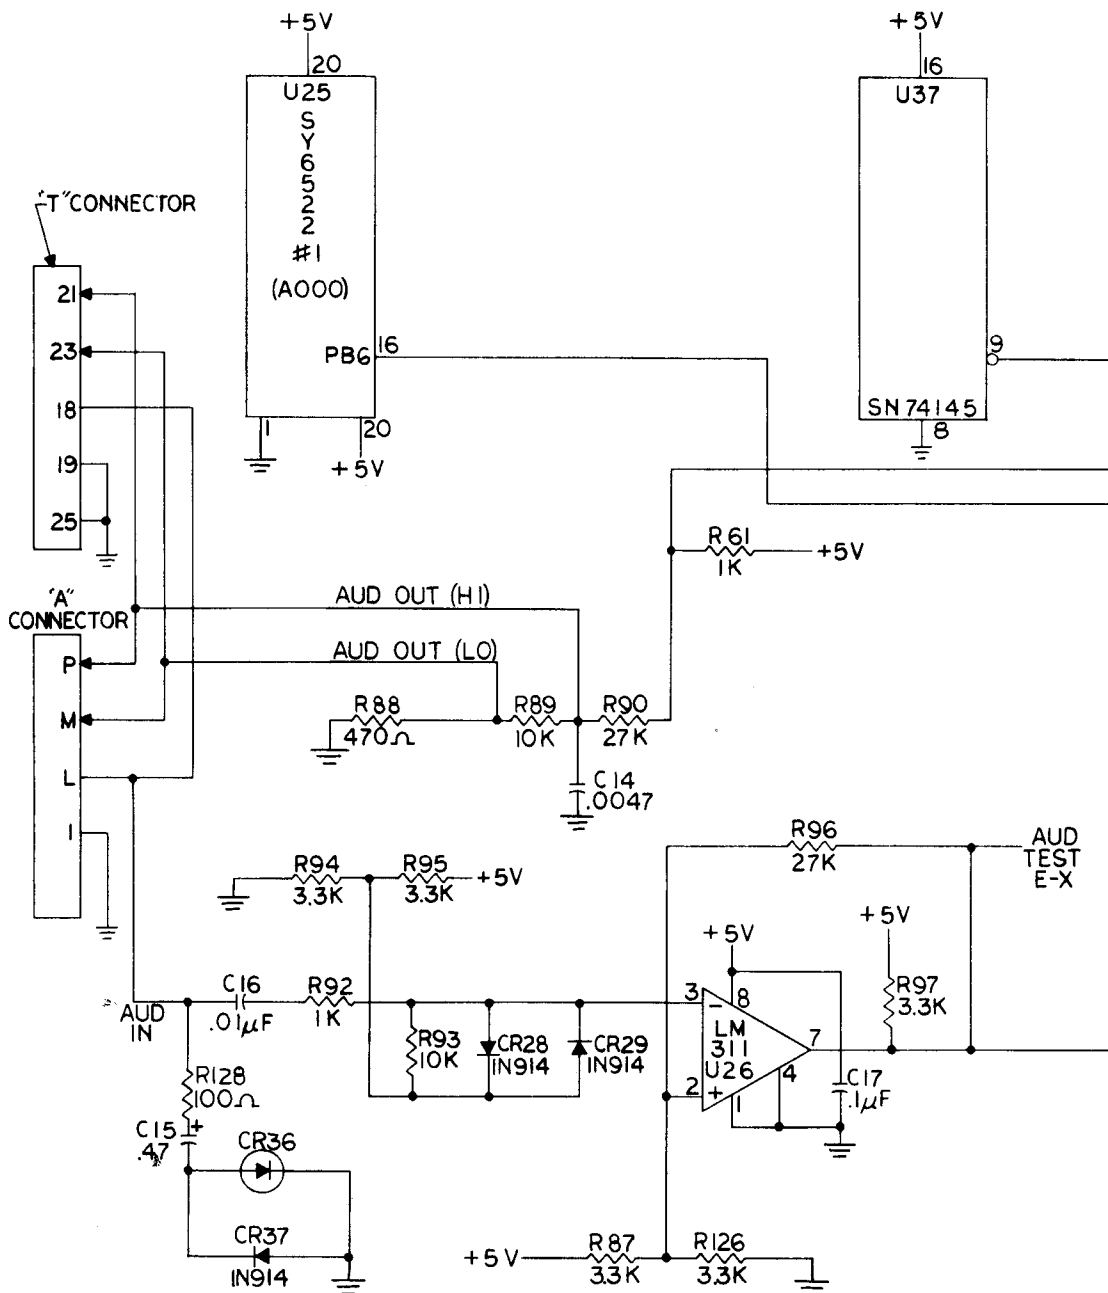 +5V
20
U25
S
Y
6
5
2
2
#1
(A000)
PB6
16
1
20
+5V
+5V
16
U37
9
SN74145
8
"T" CONNECTOR
21
23
18
19
25
"A"
CONNECTOR
P
M
L
1
R61
1K
+5V
AUD OUT (HI)
AUD OUT (LO)
R88
470Ω
R89
10K
R90
27K
C14
.0047
R96
27K
AUD
TEST
E-X
R94
3.3K
R95
3.3K
+5V
+5V
+5V
R97
3.3K
AUD
IN
C16
.01µF
R92
1K
R93
10K
CR28
IN914
CR29
IN914
3
-
8
LM
311
U26
7
2
+
1
4
C17
.1µF
R128
100Ω
C15
+
.47
CR36
CR37
IN914
+5V
R87
3.3K
R126
3.3K